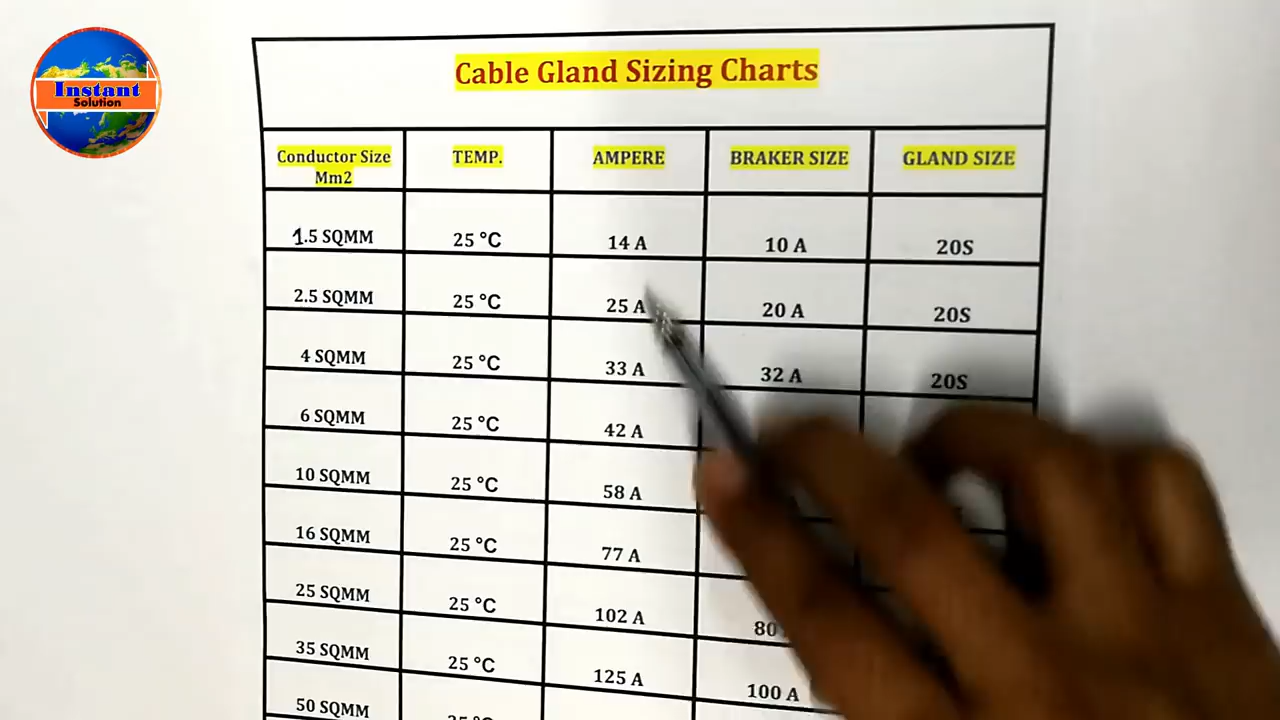 Instant
Solution
Cable Gland Sizing Charts
Conductor Size
Mm2
TEMP.
AMPERE
BRAKER SIZE
GLAND SIZE
1.5 SQMM 25 °C 14 A 10 A 20S
2.5 SQMM 25 °C 25 A 20 A 20S
4 SQMM 25 °C 33 A 32 A 20S
6 SQMM 25 °C 42 A
10 SQMM 25 °C 58 A
16 SQMM 25 °C 77 A
25 SQMM 25 °C 102 A 80
35 SQMM 25 °C 125 A 100 A
50 SQMM